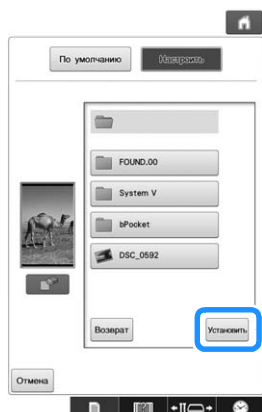 По умолчанию Настроить
FOUND.00
System V
bPocket
DSC_0592
Возврат Установить
Отмена